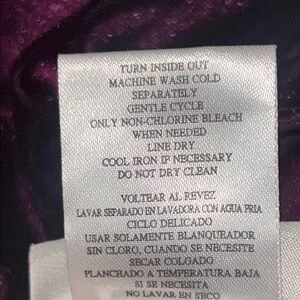 TURN INSIDE OUT
MACHINE WASH COLD
SEPARATELY
GENTLE CYCLE
ONLY NON-CHLORINE BLEACH
WHEN NEEDED
LINE DRY
COOL IRON IF NECESSARY
DO NOT DRY CLEAN
VOLTEAR AL REVEZ
LAVAR SEPARADO EN LAVADORA CON AGUA FRIA
CICLO DELICADO
USAR SOLAMENTE BLANQUEADOR
SIN CLORO, CUANDO SE NECESITE
SECAR COLGADO
PLANCHADO A TEMPERATURA BAJA
SI SE NECESITA
NO LAVAR EN SECO